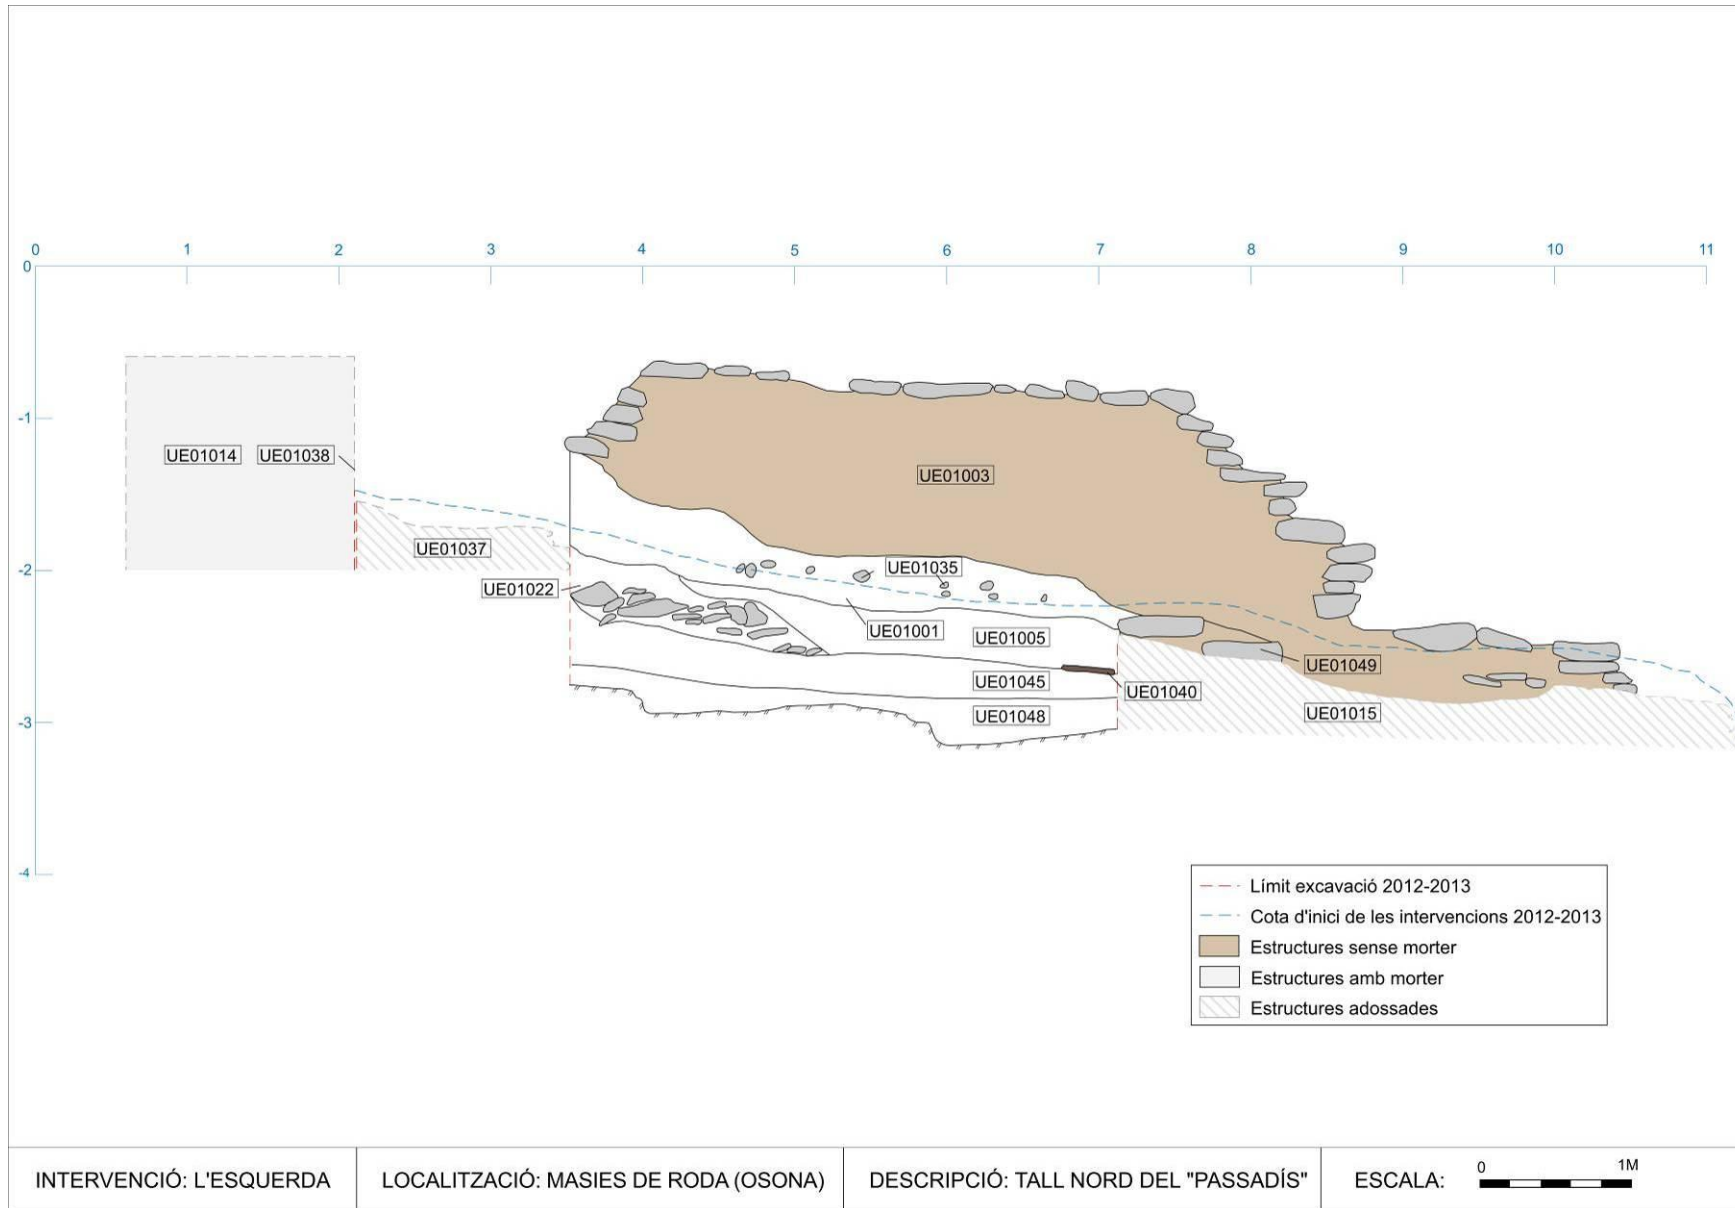 0 1 2 3 4 5 6 7 8 9 10 11
0
-1
-2
-3
-4
UE01014 UE01038
UE01003
UE01037
UE01035
UE01022
UE01001
UE01005
UE01049
UE01045
UE01040
UE01048
UE01015
Límit excavació 2012-2013
Cota d'inici de les intervencions 2012-2013
Estructures sense morter
Estructures amb morter
Estructures adossades
INTERVENCIÓ: L'ESQUERDA LOCALITZACIÓ: MASIES DE RODA (OSONA) DESCRIPCIÓ: TALL NORD DEL "PASSADÍS" ESCALA: 0 1M